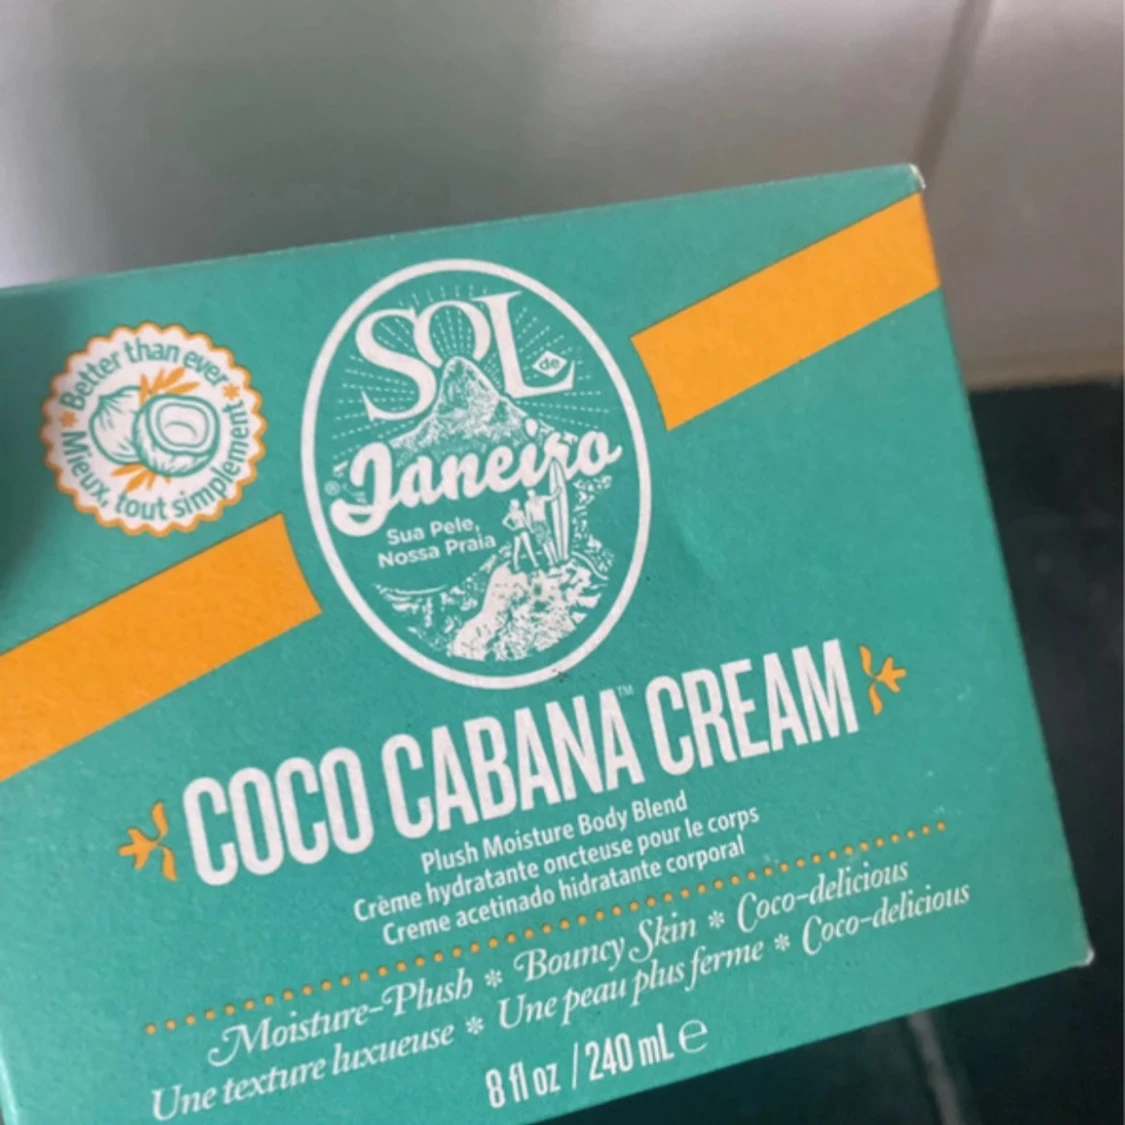 Better than ever
Mieux, tout simplement
SOL de
Janeiro®
Sua Pele,
Nossa Praia
COCO CABANA™ CREAM
Plush Moisture Body Blend
Crème hydratante oncteuse pour le corps
Creme acetinado hidratante corporal
Moisture-Plush * Bouncy Skin * Coco-delicious
Une texture luxueuse * Une peau plus ferme * Coco-delicious
8 fl oz / 240 mL ℮